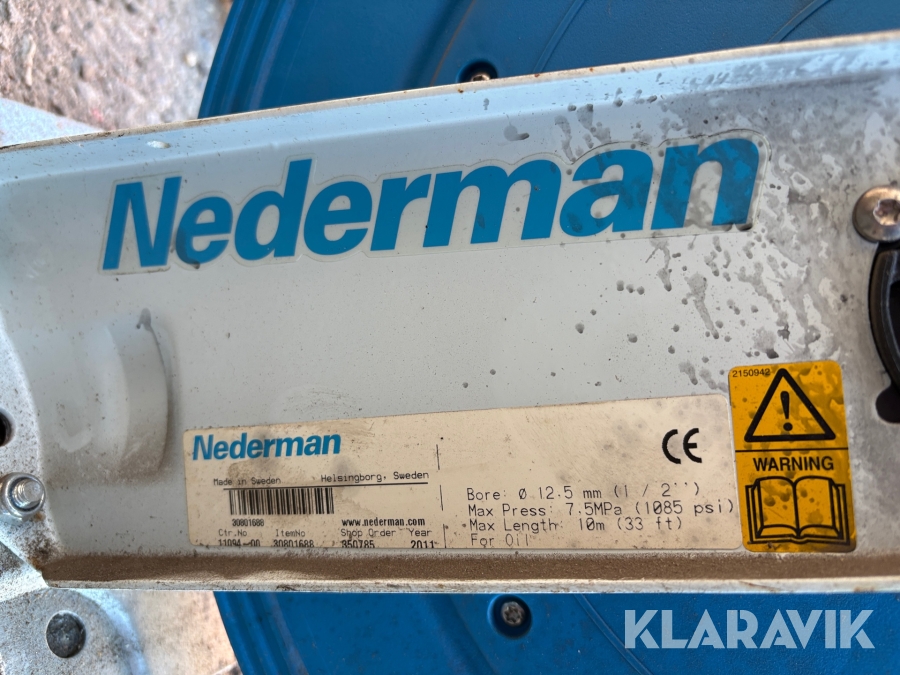 Nederman
2150942
WARNING
Nederman
Made in Sweden Helsingborg, Sweden
30801688
www.nederman.com
Ctr.No ItemNo Shop Order Year
11094-00 30801688 350785 2011
CE
Bore: Ø 12.5 mm (1 / 2'')
Max Press: 7.5MPa (1085 psi)
Max Length: 10m (33 ft)
For Oil
KLARAVIK